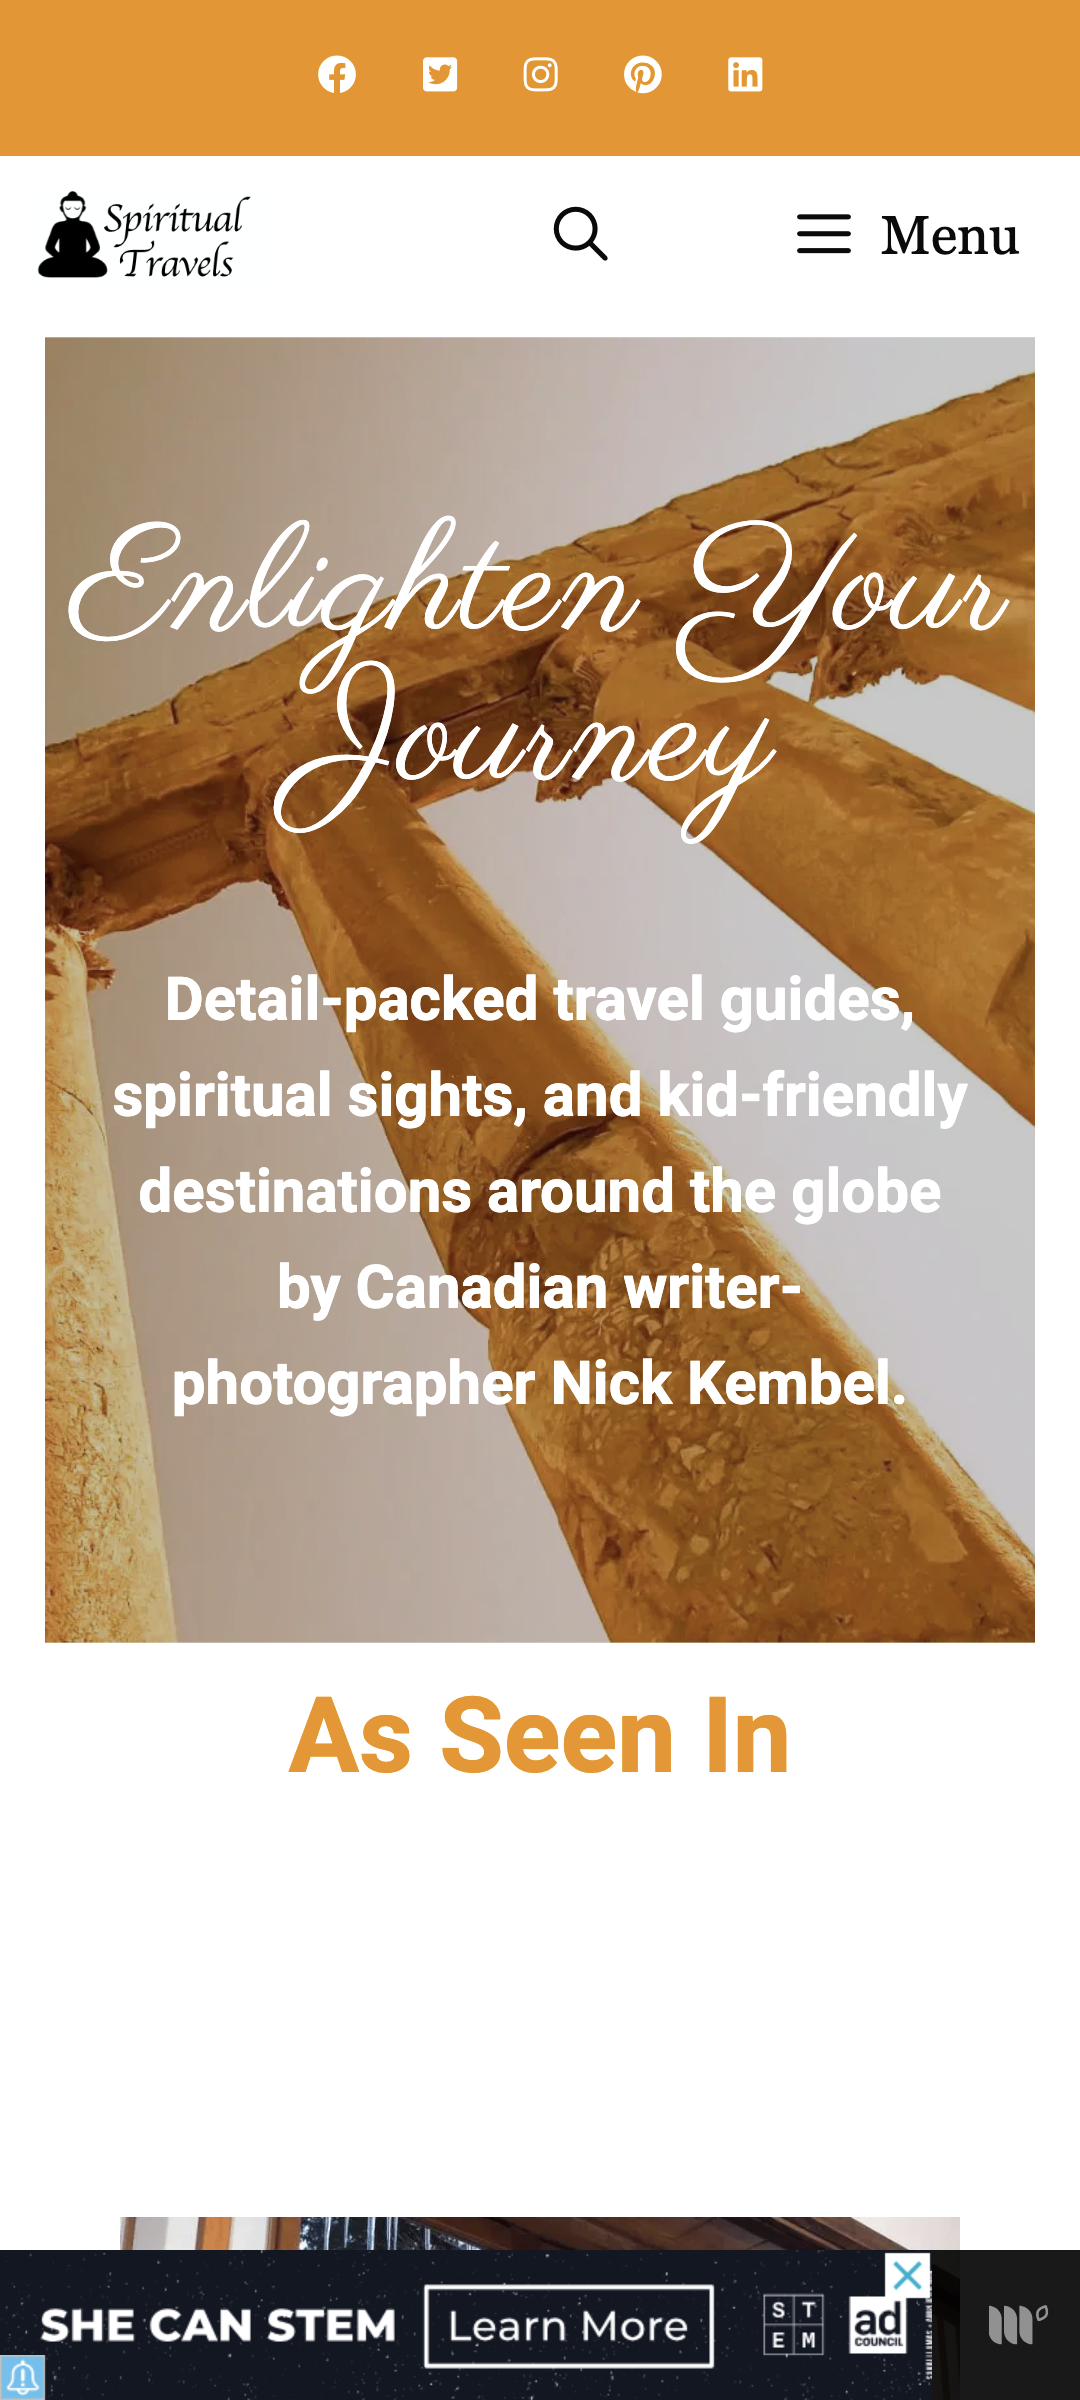 Spiritual
Travels
Menu
Enlighten Your
Journey
Detail-packed travel guides,
spiritual sights, and kid-friendly
destinations around the globe
by Canadian writer-
photographer Nick Kembel.
As Seen In
SHE CAN STEM
Learn More
S T
E M
ad
COUNCIL